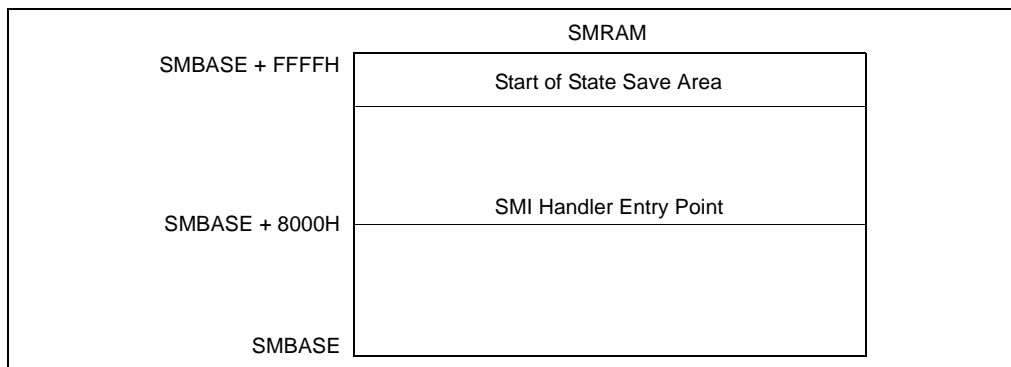 SMRAM
SMBASE + FFFFH
Start of State Save Area
SMI Handler Entry Point
SMBASE + 8000H
SMBASE